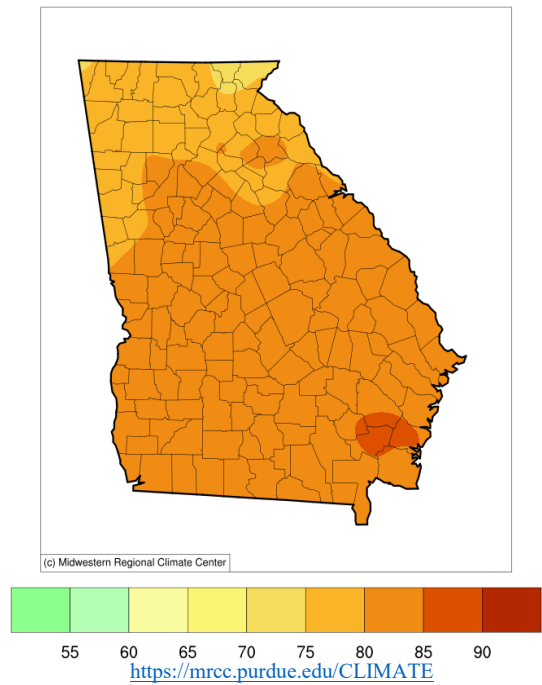 (c) Midwestern Regional Climate Center
55 60 65 70 75 80 85 90
https://mrcc.purdue.edu/CLIMATE